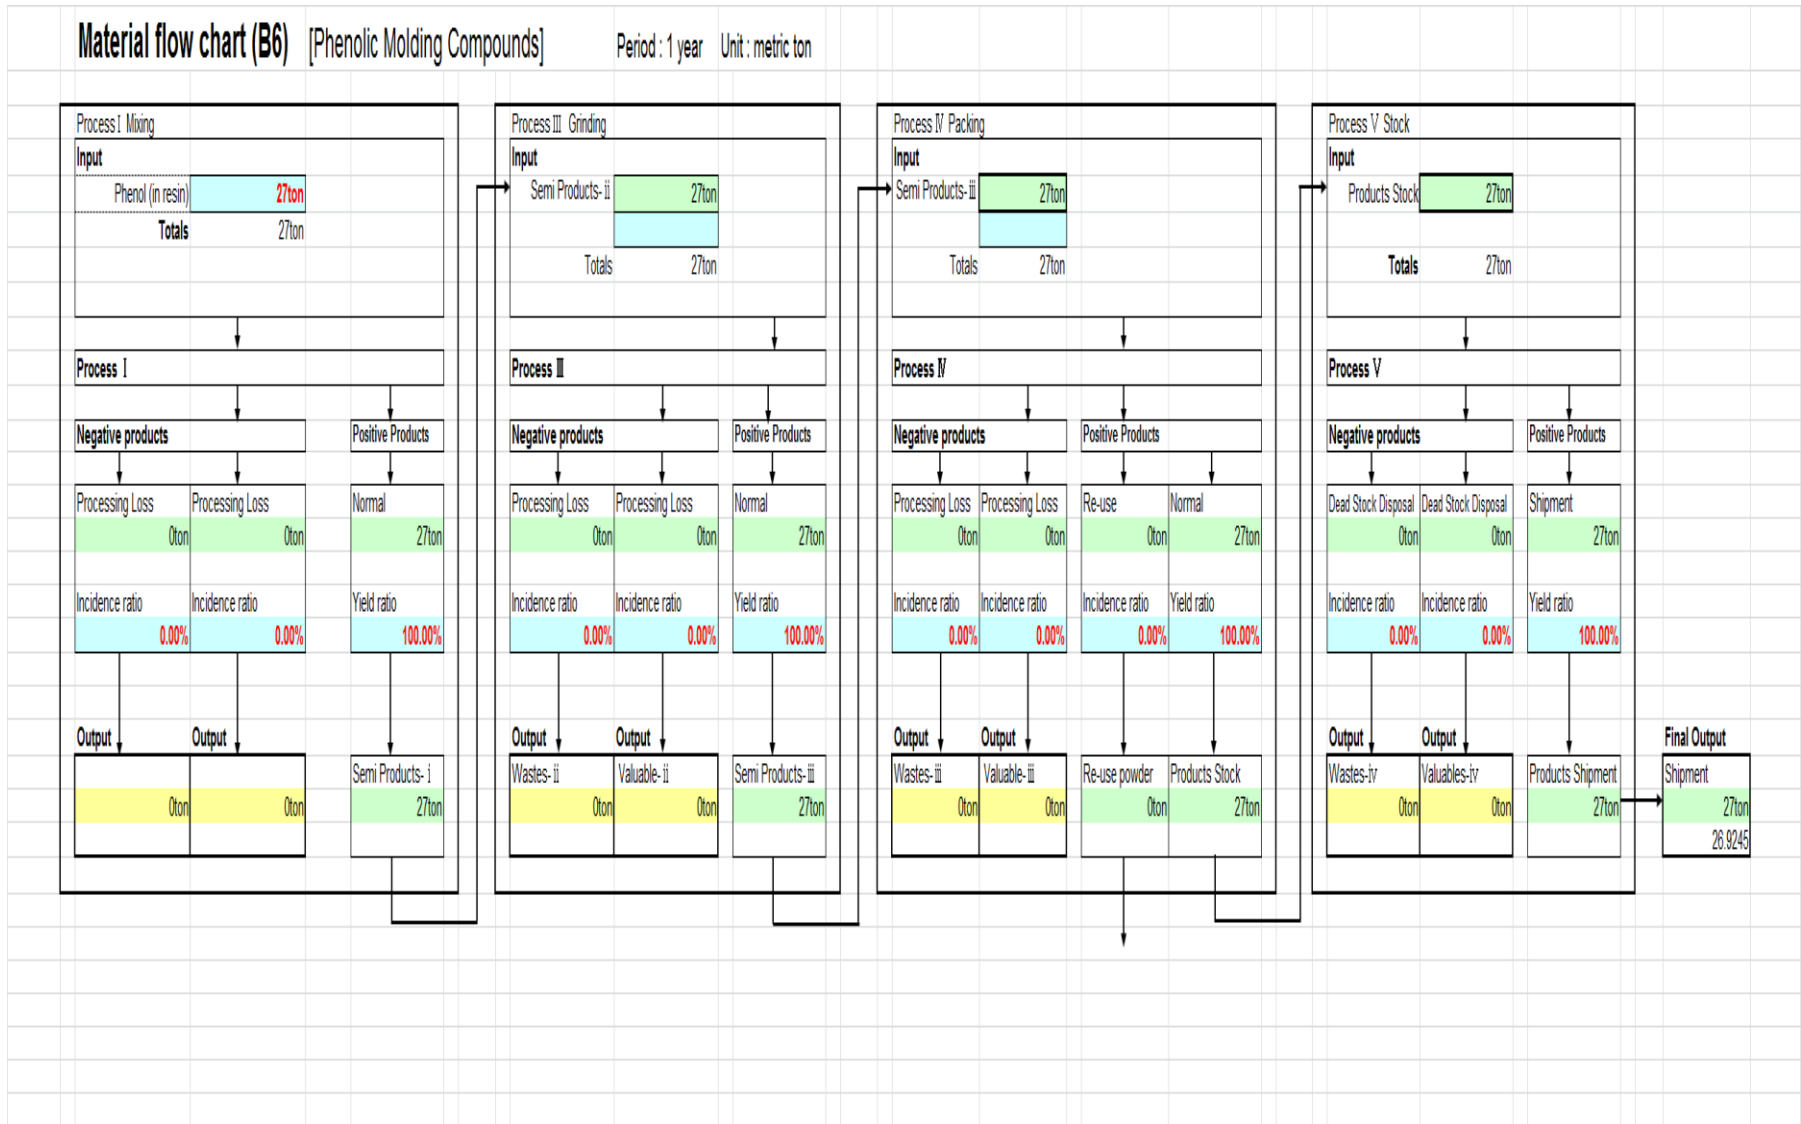 Material flow chart (B6) [Phenolic Molding Compounds] Period : 1 year Unit : metric ton
Process Ⅰ Mixing
Input
Phenol (in resin) 27ton
Totals 27ton
Process Ⅰ
Negative products Positive Products
Processing Loss Processing Loss Normal
0ton 0ton 27ton
Incidence ratio Incidence ratio Yield ratio
0.00% 0.00% 100.00%
Output Output
Semi Products- ⅰ
0ton 0ton 27ton
Process Ⅲ Grinding
Input
Semi Products- ⅱ 27ton
Totals 27ton
Process Ⅲ
Negative products Positive Products
Processing Loss Processing Loss Normal
0ton 0ton 27ton
Incidence ratio Incidence ratio Yield ratio
0.00% 0.00% 100.00%
Output Output
Wastes- ⅱ Valuable- ⅱ Semi Products- ⅲ
0ton 0ton 27ton
Process Ⅳ Packing
Input
Semi Products- ⅲ 27ton
Totals 27ton
Process Ⅳ
Negative products Positive Products
Processing Loss Processing Loss Re-use Normal
0ton 0ton 0ton 27ton
Incidence ratio Incidence ratio Incidence ratio Yield ratio
0.00% 0.00% 0.00% 100.00%
Output Output
Wastes- ⅲ Valuable- ⅲ Re-use powder Products Stock
0ton 0ton 0ton 27ton
Process Ⅴ Stock
Input
Products Stock 27ton
Totals 27ton
Process Ⅴ
Negative products Positive Products
Dead Stock Disposal Dead Stock Disposal Shipment
0ton 0ton 27ton
Incidence ratio Incidence ratio Yield ratio
0.00% 0.00% 100.00%
Output Output
Wastes-ⅳ Valuables-ⅳ Products Shipment
0ton 0ton 27ton
Final Output
Shipment
27ton
26.9245